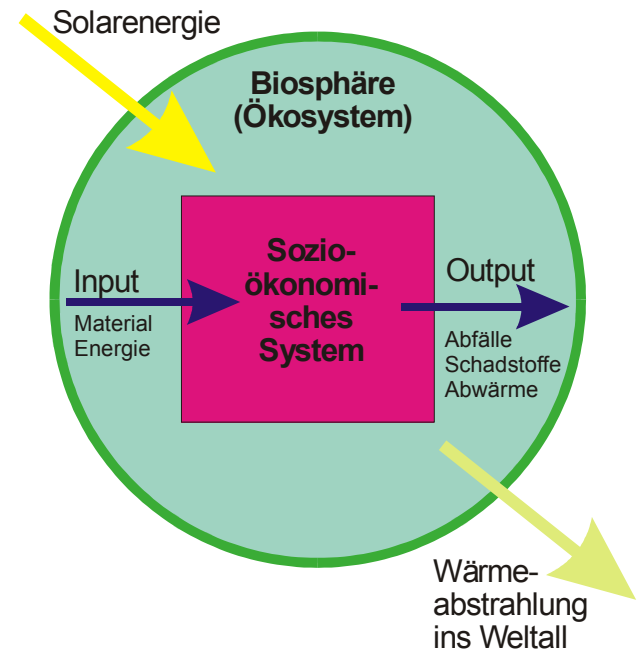 Solarenergie
Biosphäre
(Ökosystem)
Input
Material
Energie
Sozio-
ökonomi-
sches
System
Output
Abfälle
Schadstoffe
Abwärme
Wärme-
abstrahlung
ins Weltall